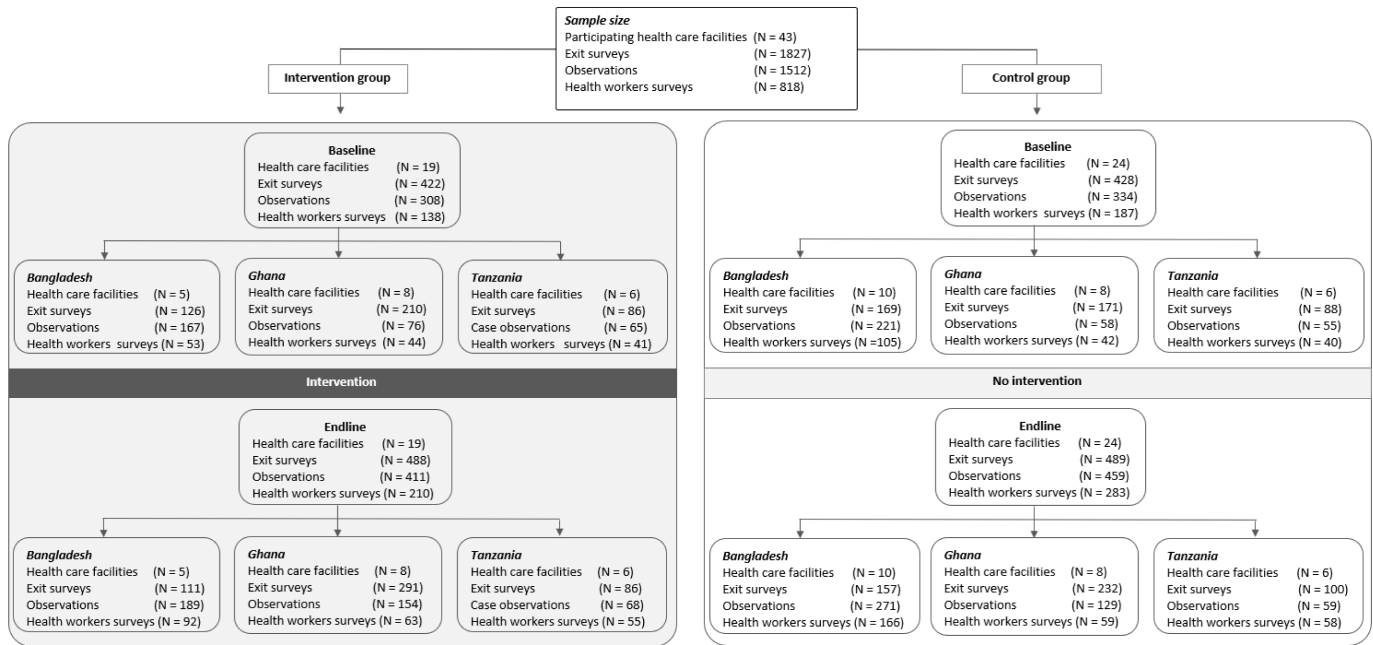 Sample size
Participating health care facilities (N = 43)
Exit surveys (N = 1827)
Observations (N = 1512)
Health workers surveys (N = 818)
Intervention group
Control group
Baseline
Health care facilities (N = 19)
Exit surveys (N = 422)
Observations (N = 308)
Health workers surveys (N = 138)
Bangladesh
Health care facilities (N = 5)
Exit surveys (N = 126)
Observations (N = 167)
Health workers surveys (N = 53)
Ghana
Health care facilities (N = 8)
Exit surveys (N = 210)
Observations (N = 76)
Health workers surveys (N = 44)
Tanzania
Health care facilities (N = 6)
Exit surveys (N = 86)
Case observations (N = 65)
Health workers surveys (N = 41)
Intervention
Endline
Health care facilities (N = 19)
Exit surveys (N = 488)
Observations (N = 411)
Health workers surveys (N = 210)
Bangladesh
Health care facilities (N = 5)
Exit surveys (N = 111)
Observations (N = 189)
Health workers surveys (N = 92)
Ghana
Health care facilities (N = 8)
Exit surveys (N = 291)
Observations (N = 154)
Health workers surveys (N = 63)
Tanzania
Health care facilities (N = 6)
Exit surveys (N = 86)
Case observations (N = 68)
Health workers surveys (N = 55)
Baseline
Health care facilities (N = 24)
Exit surveys (N = 428)
Observations (N = 334)
Health workers surveys (N = 187)
Bangladesh
Health care facilities (N = 10)
Exit surveys (N = 169)
Observations (N = 221)
Health workers surveys (N =105)
Ghana
Health care facilities (N = 8)
Exit surveys (N = 171)
Observations (N = 58)
Health workers surveys (N = 42)
Tanzania
Health care facilities (N = 6)
Exit surveys (N = 88)
Observations (N = 55)
Health workers surveys (N = 40)
No intervention
Endline
Health care facilities (N = 24)
Exit surveys (N = 489)
Observations (N = 459)
Health workers surveys (N = 283)
Bangladesh
Health care facilities (N = 10)
Exit surveys (N = 157)
Observations (N = 271)
Health workers surveys (N = 166)
Ghana
Health care facilities (N = 8)
Exit surveys (N = 232)
Observations (N = 129)
Health workers surveys (N = 59)
Tanzania
Health care facilities (N = 6)
Exit surveys (N = 100)
Observations (N = 59)
Health workers surveys (N = 58)